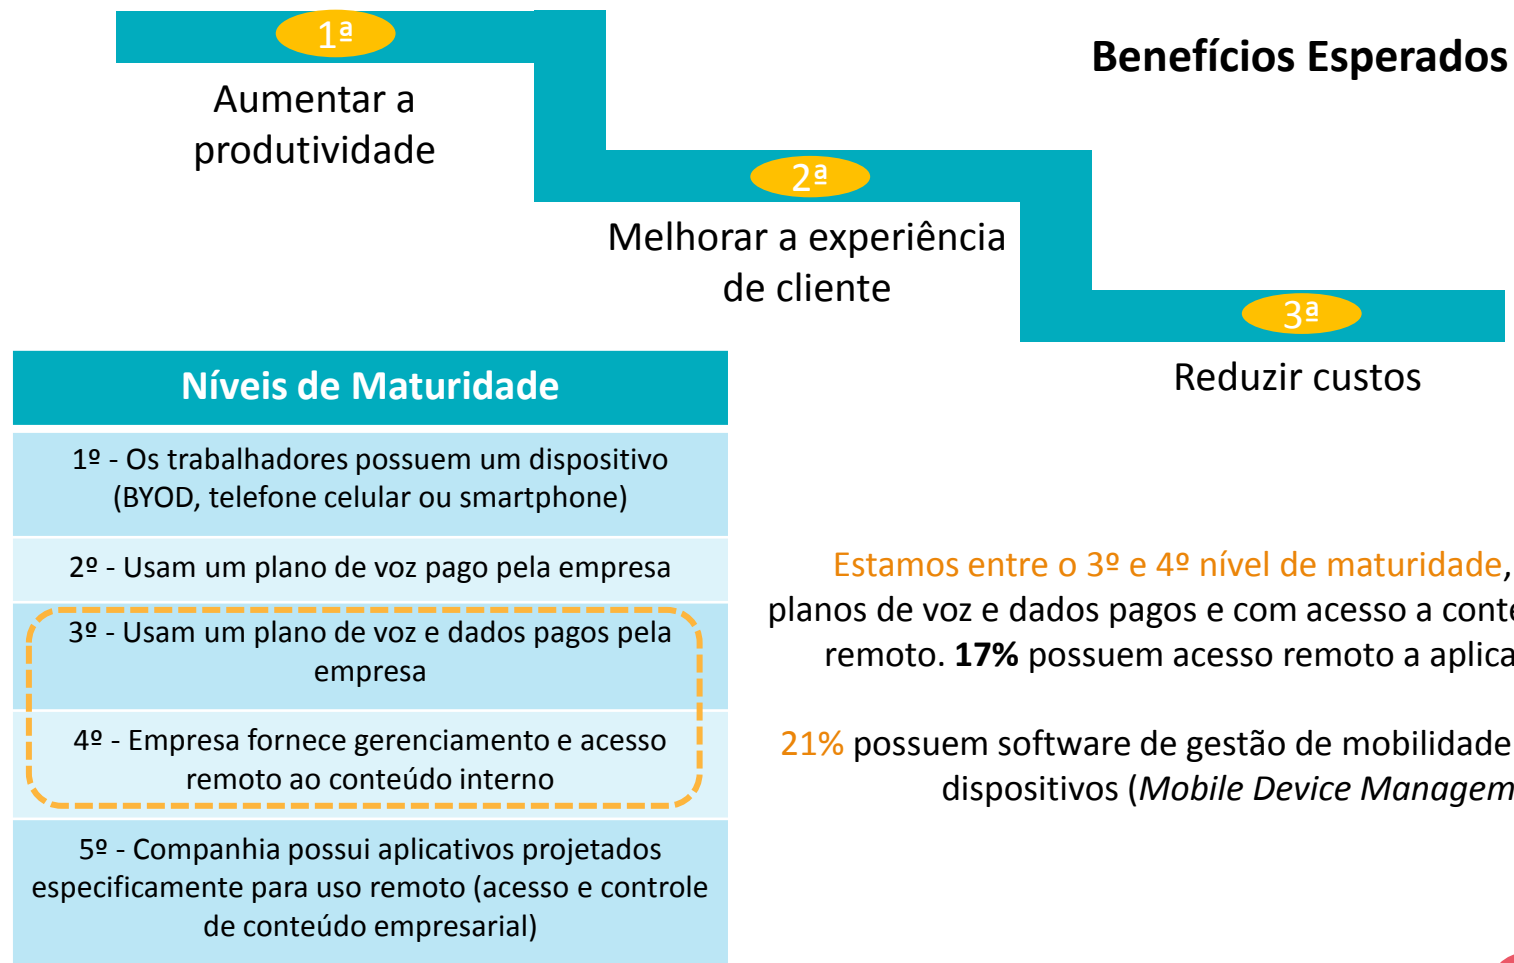 1ª
Aumentar a
produtividade
Benefícios Esperados
2ª
Melhorar a experiência
de cliente
3ª
Reduzir custos
Níveis de Maturidade
1º - Os trabalhadores possuem um dispositivo
(BYOD, telefone celular ou smartphone)
2º - Usam um plano de voz pago pela empresa
3º - Usam um plano de voz e dados pagos pela
empresa
4º - Empresa fornece gerenciamento e acesso
remoto ao conteúdo interno
5º - Companhia possui aplicativos projetados
especificamente para uso remoto (acesso e controle
de conteúdo empresarial)
Estamos entre o 3º e 4º nível de maturidade,
planos de voz e dados pagos e com acesso a
remoto. 17% possuem acesso remoto a
21% possuem software de gestão de mobilidade
dispositivos (Mobile Device